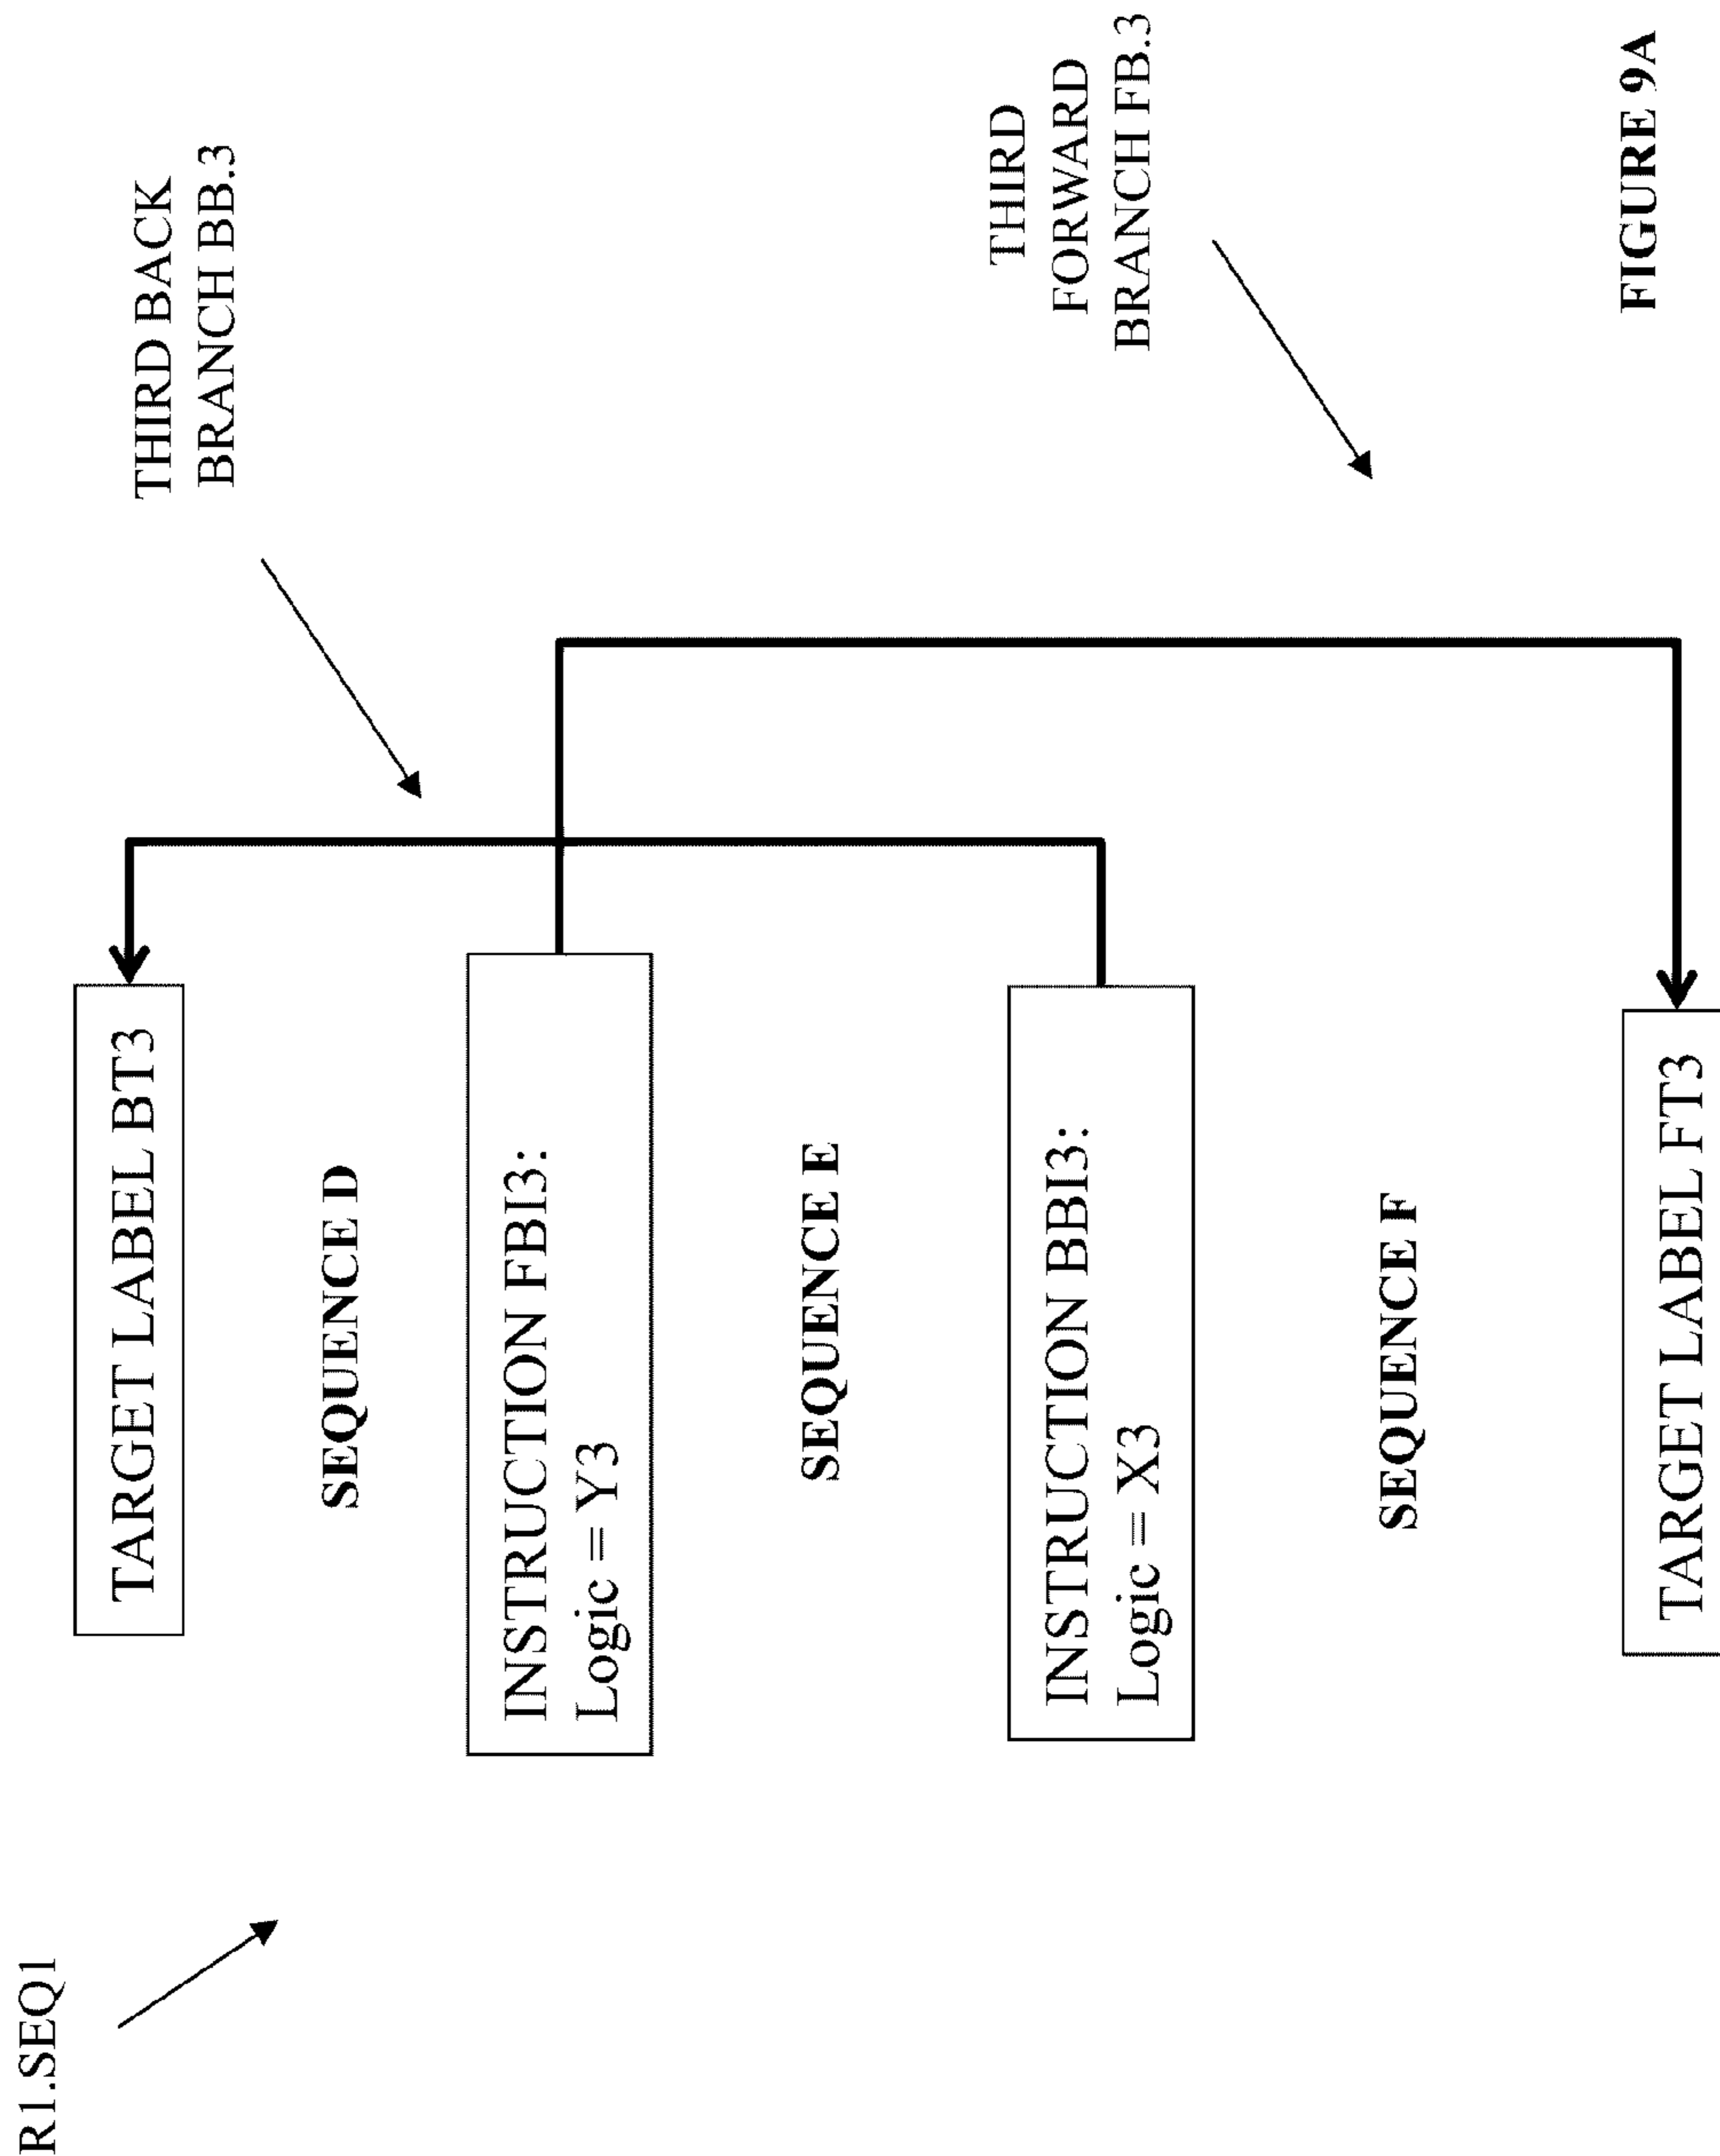 R1.SEQ1
TARGET LABEL BT3
THIRD BACK
BRANCH BB.3
SEQUENCE D
INSTRUCTION FBI3:
Logic = Y3
SEQUENCE E
INSTRUCTION BBI3:
Logic = X3
THIRD
FORWARD
BRANCH FB.3
SEQUENCE F
TARGET LABEL FT3
FIGURE 9A